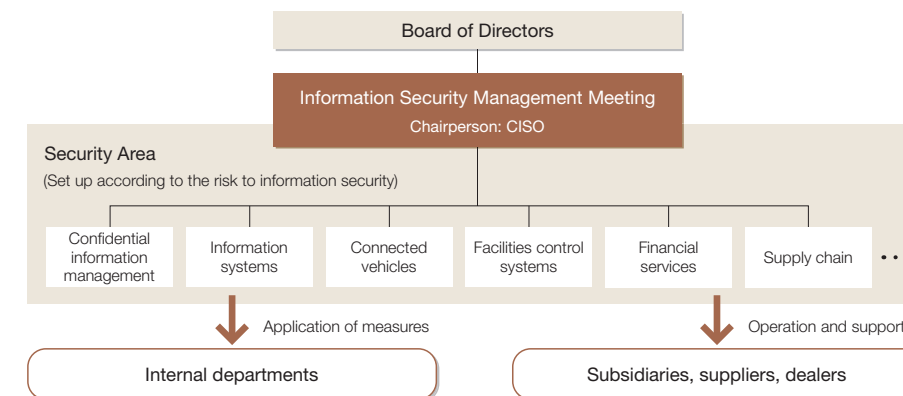 Board of Directors
Information Security Management Meeting
Chairperson: CISO
Security Area
(Set up according to the risk to information security)
Confidential
information
management
Information
systems
Connected
vehicles
Facilities control
systems
Financial
services
Supply chain
Application of measures
Operation and support
Internal departments
Subsidiaries, suppliers, dealers